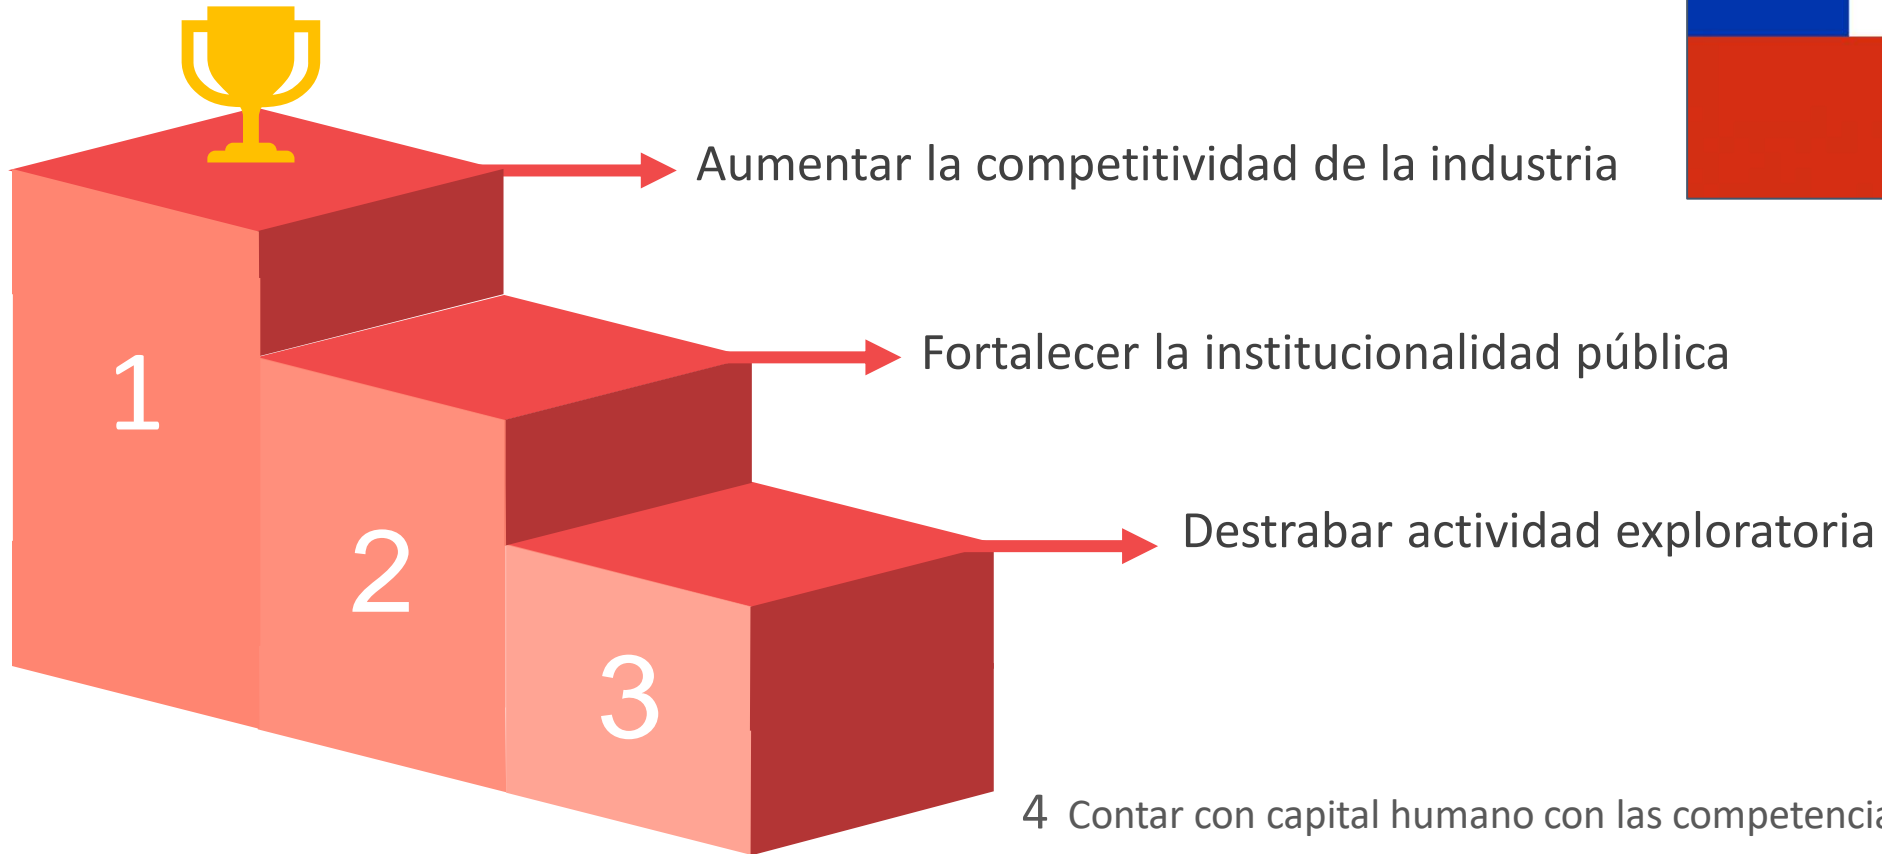 1 Aumentar la competitividad de la industria
2 Fortalecer la institucionalidad pública
3 Destrabar actividad exploratoria
4 Contar con capital humano con las